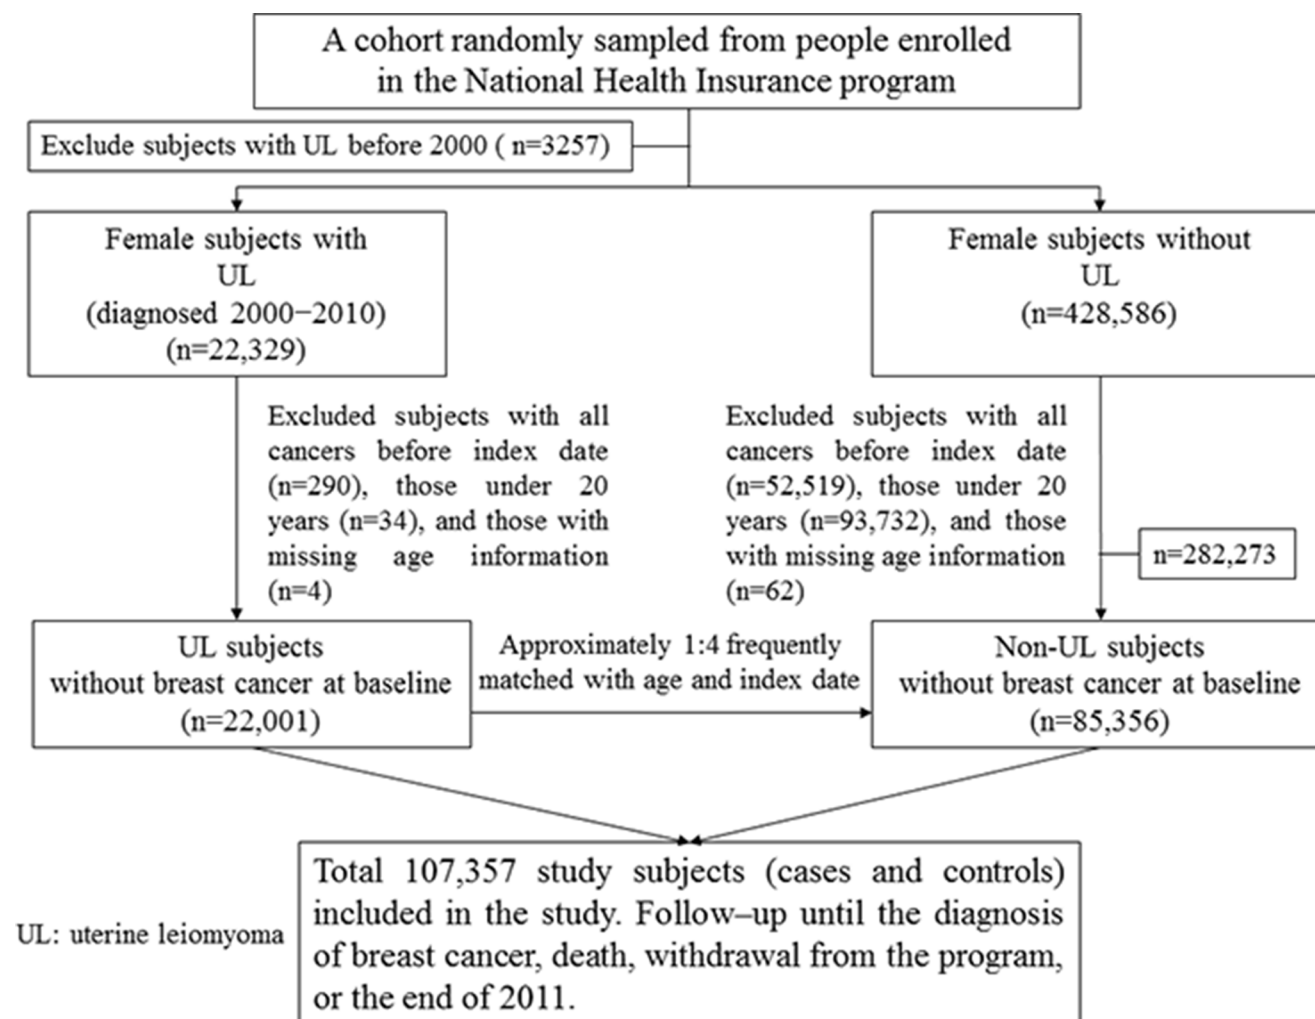 A cohort randomly sampled from people enrolled
in the National Health Insurance program
Exclude subjects with UL before 2000 ( n=3257)
Female subjects with
UL
(diagnosed 2000−2010)
(n=22,329)
Female subjects without
UL
(n=428,586)
Excluded subjects with all
cancers before index date
(n=290), those under 20
years (n=34), and those with
missing age information
(n=4)
Excluded subjects with all
cancers before index date
(n=52,519), those under 20
years (n=93,732), and those
with missing age information
(n=62)
n=282,273
UL subjects
without breast cancer at baseline
(n=22,001)
Approximately 1:4 frequently
matched with age and index date
Non-UL subjects
without breast cancer at baseline
(n=85,356)
Total 107,357 study subjects (cases and controls)
included in the study. Follow–up until the diagnosis
of breast cancer, death, withdrawal from the program,
or the end of 2011.
UL: uterine leiomyoma